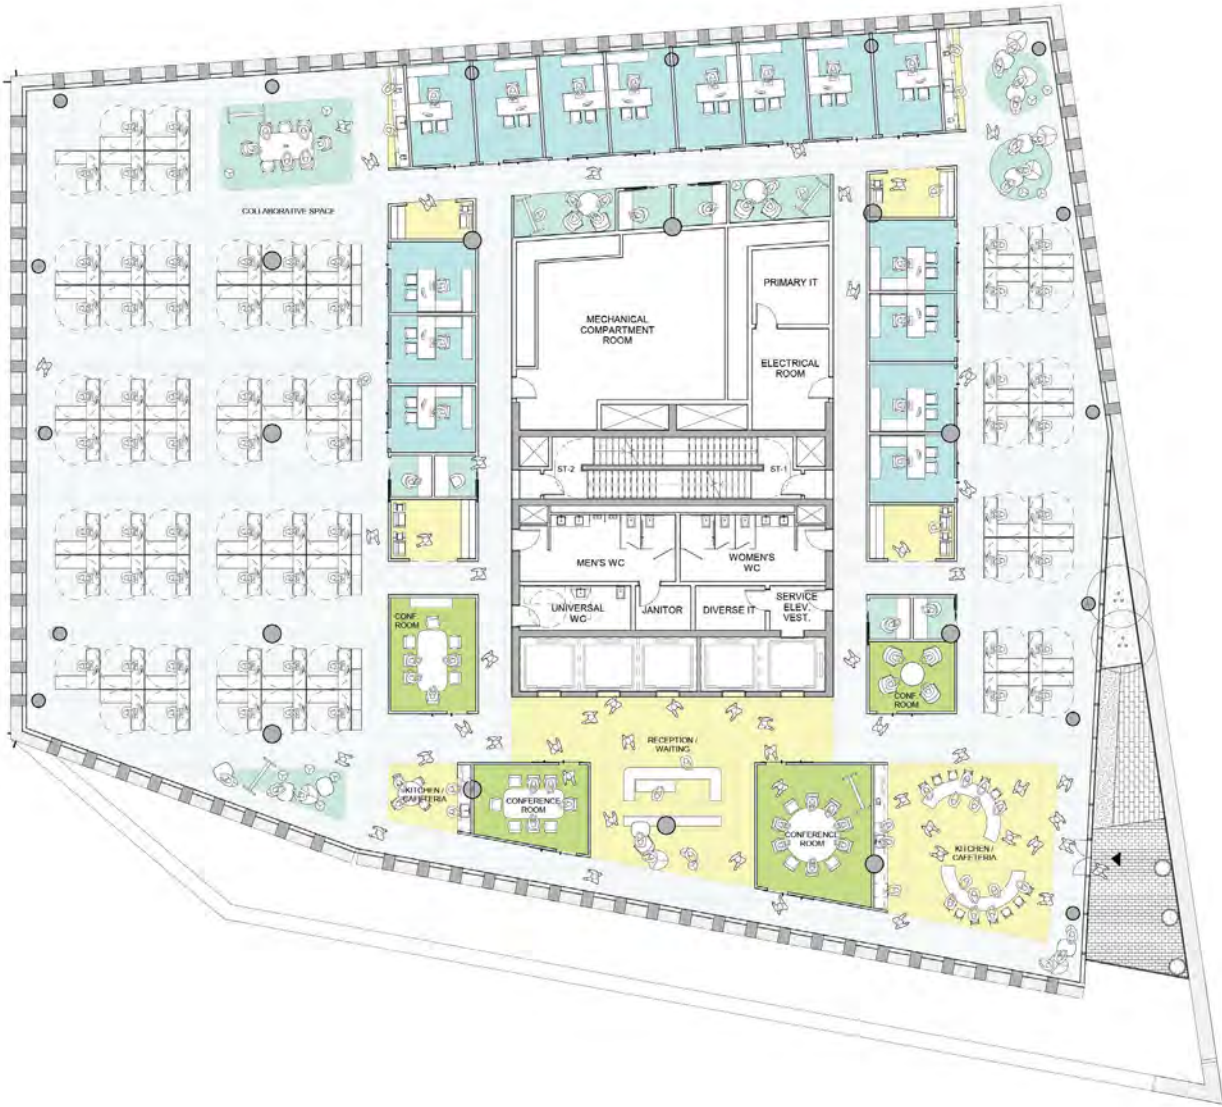 COLLABORATIVE SPACE
PRIMARY IT
MECHANICAL
COMPARTMENT
ROOM
ELECTRICAL
ROOM
ST-2
ST-1
MEN'S WC
WOMEN'S
WC
UNIVERSAL
WC
JANITOR
DIVERSE IT
SERVICE
ELEV.
VEST.
CONF.
ROOM
CONF.
ROOM
RECEPTION /
WAITING
KITCHEN /
CAFETERIA
CONFERENCE
ROOM
CONFERENCE
ROOM
KITCHEN /
CAFETERIA